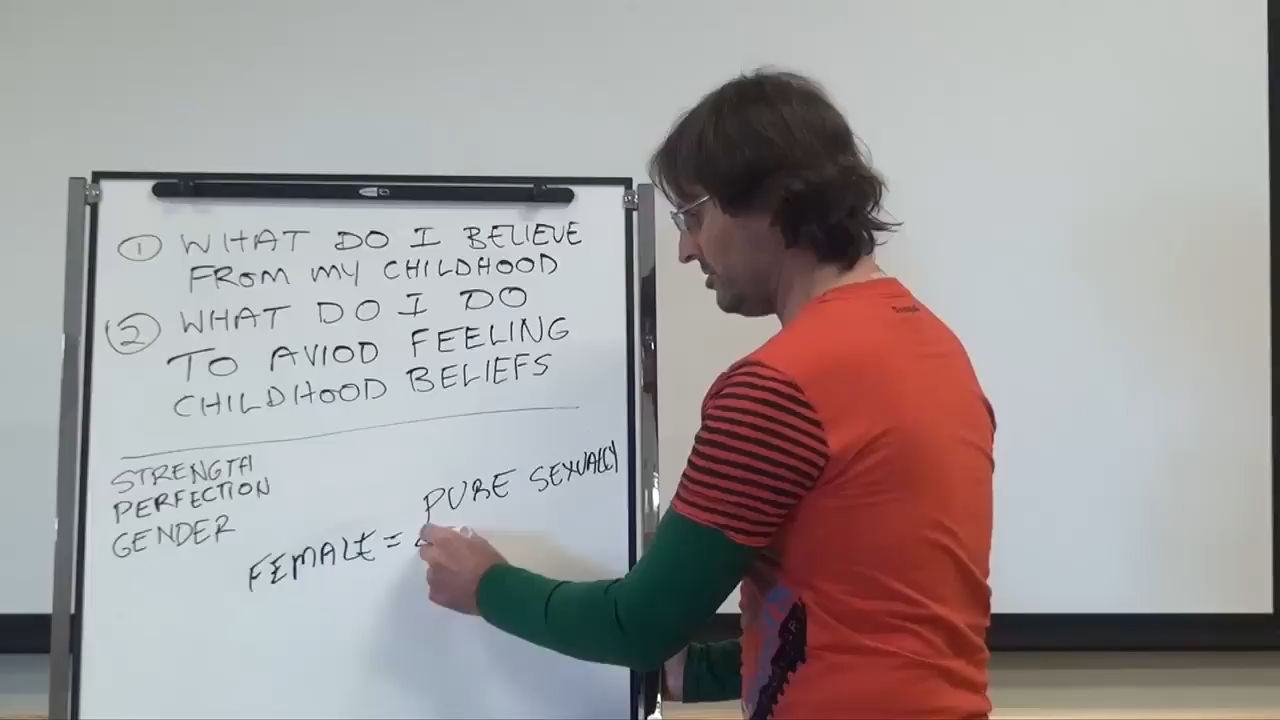 ① WHAT DO I BELIEVE
FROM MY CHILDHOOD
② WHAT DO I DO
TO AVIOD FEELING
CHILDHOOD BELIEFS
STRENGTH
PERFECTION
GENDER
PURE SEXUALLY
FEMALE =